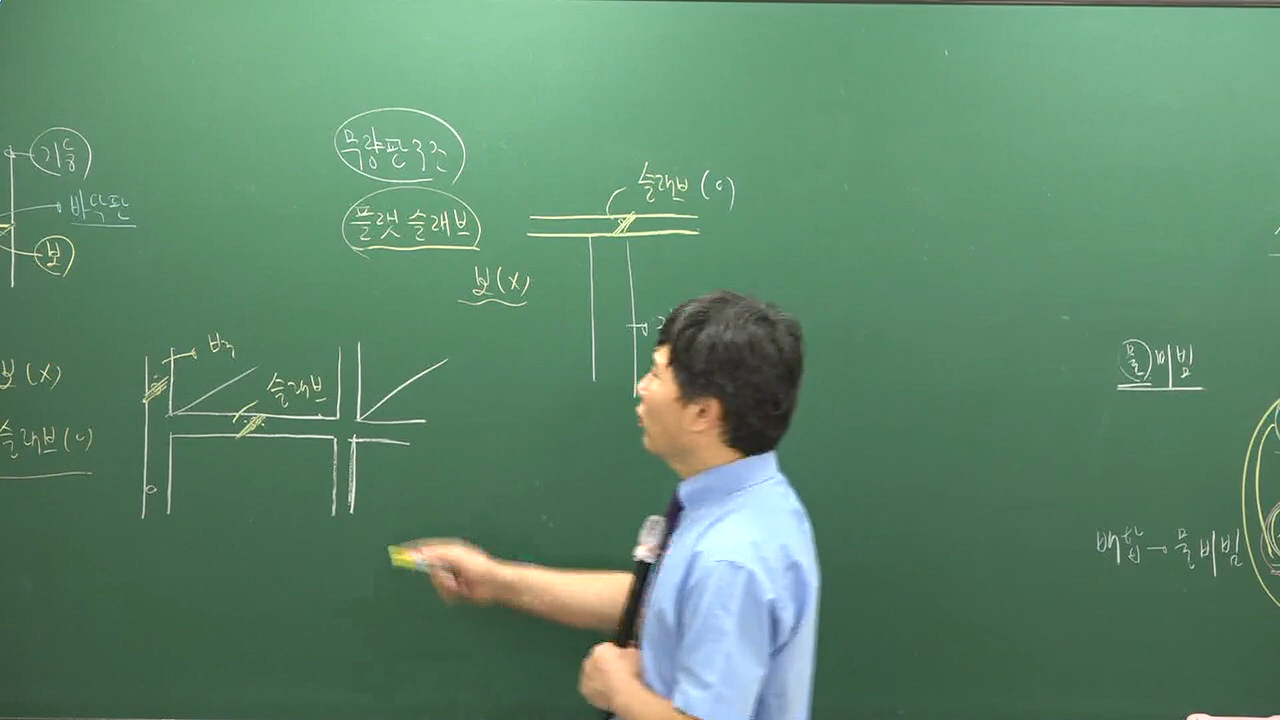 기둥
바닥판
보
보(X)
슬래브(O)
벽
슬래브
무량판구조
플랫슬래브
보(X)
슬래브(O)
물비빔
배합→물비빔